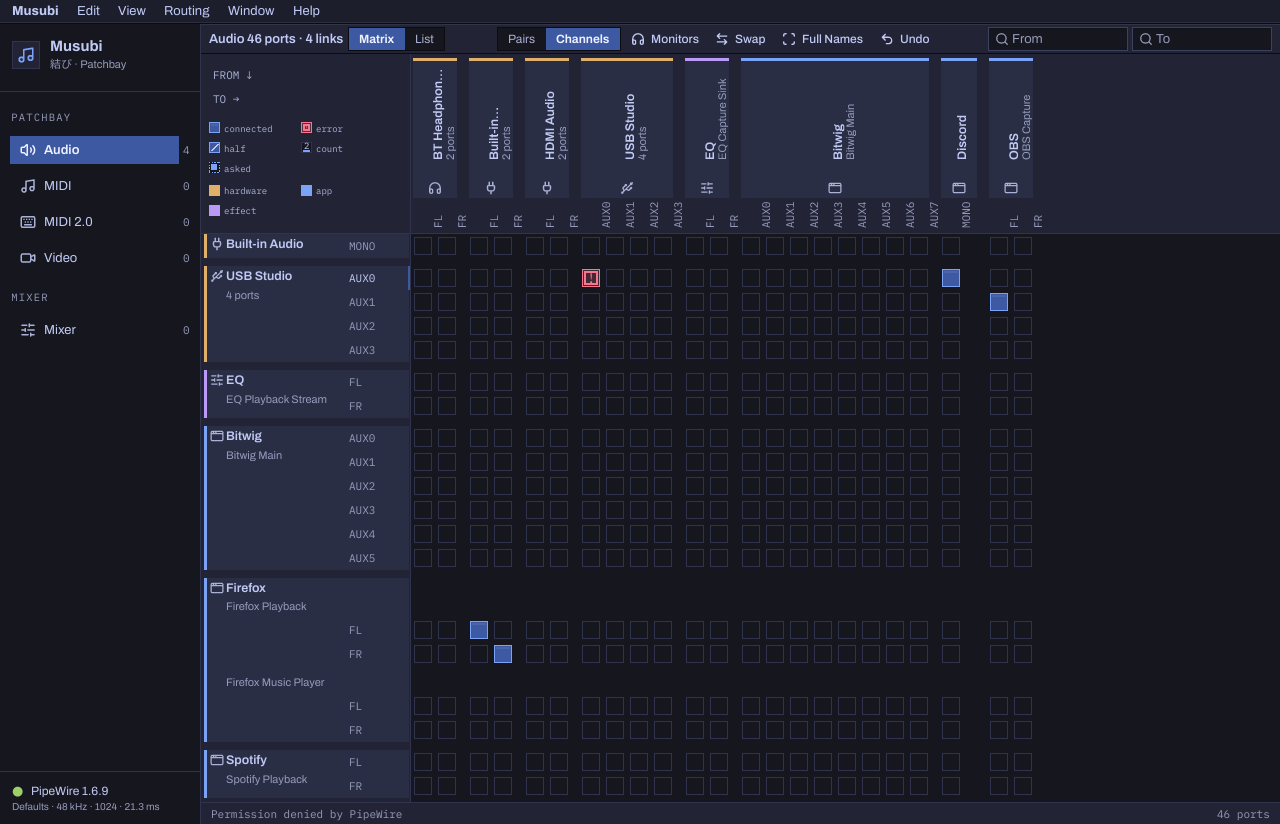 Musubi Edit View Routing Window Help
Musubi
結び · Patchbay
PATCHBAY
Audio 4
MIDI 0
MIDI 2.0 0
Video 0
MIXER
Mixer 0
PipeWire 1.6.9
Defaults · 48 kHz · 1024 · 21.3 ms
Audio 46 ports · 4 links Matrix List Pairs Channels Monitors Swap Full Names Undo From To
FROM ↓
TO →
connected error
half 2 count
asked
hardware app
effect
BT Headphon…
2 ports
Built-in…
2 ports
HDMI Audio
2 ports
USB Studio
4 ports
EQ
EQ Capture Sink
Bitwig
Bitwig Main
Discord
OBS
OBS Capture
FL FR FL FR FL FR AUX0 AUX1 AUX2 AUX3 FL FR AUX0 AUX1 AUX2 AUX3 AUX4 AUX5 AUX6 AUX7 MONO FL FR
Built-in Audio MONO
USB Studio AUX0
4 ports AUX1
AUX2
AUX3
EQ FL
EQ Playback Stream FR
Bitwig AUX0
Bitwig Main AUX1
AUX2
AUX3
AUX4
AUX5
Firefox
Firefox Playback
FL
FR
Firefox Music Player
FL
FR
Spotify FL
Spotify Playback FR
Permission denied by PipeWire 46 ports